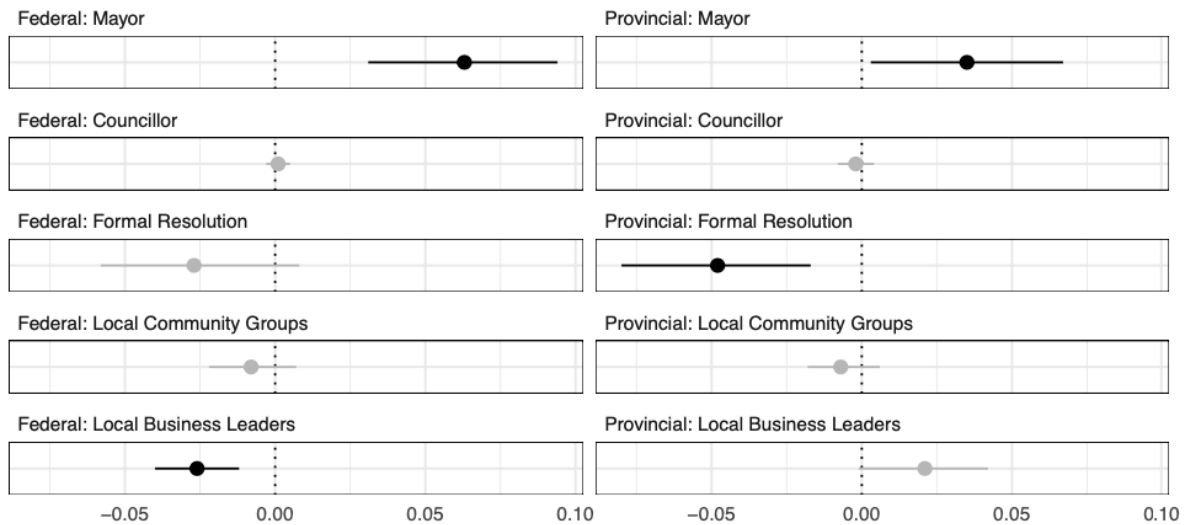 Federal: Mayor
Provincial: Mayor
Federal: Councillor
Provincial: Councillor
Federal: Formal Resolution
Provincial: Formal Resolution
Federal: Local Community Groups
Provincial: Local Community Groups
Federal: Local Business Leaders
Provincial: Local Business Leaders
−0.05 0.00 0.05 0.10 −0.05 0.00 0.05 0.10